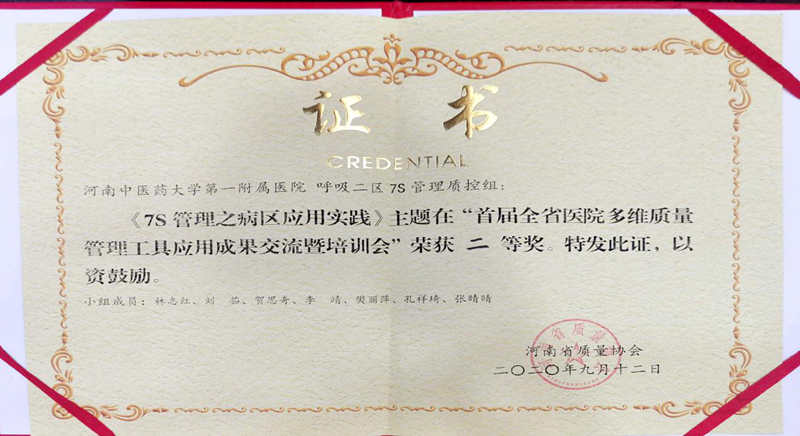 证书
CREDENTIAL
河南中医药大学第一附属医院 呼吸二区 7S 管理质控组:
《7S 管理之病区应用实践》主题在“首届全省医院多维质量
管理工具应用成果交流暨培训会”荣获 二 等奖。特发此证,以
资鼓励。
小组成员:林志红、刘 茹、贺思奇、李 靖、樊丽萍、孔祥琦、张晴晴
河南省质量协会
二〇二〇年九月十二日